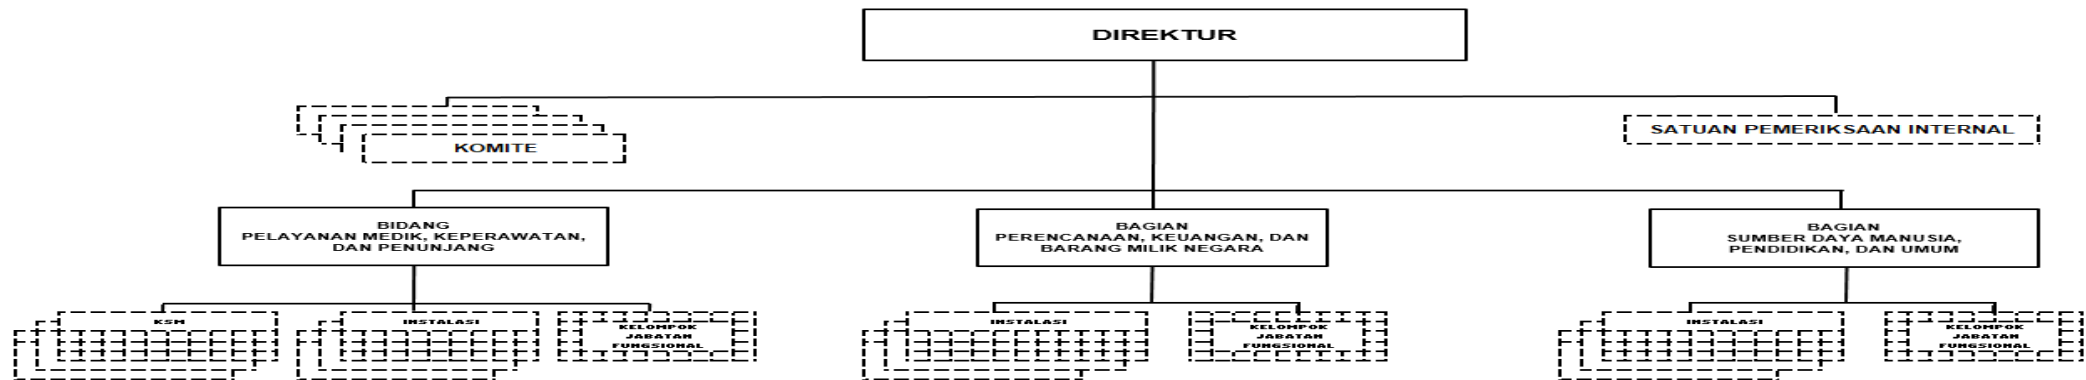 DIREKTUR
KOMITE
SATUAN PEMERIKSAAN INTERNAL
BIDANG
PELAYANAN MEDIK, KEPERAWATAN,
DAN PENUNJANG
BAGIAN
PERENCANAAN, KEUANGAN, DAN
BARANG MILIK NEGARA
BAGIAN
SUMBER DAYA MANUSIA,
PENDIDIKAN, DAN UMUM
KSM
INSTALASI
KELOMPOK
JABATAN
FUNGSIONAL
INSTALASI
KELOMPOK
JABATAN
FUNGSIONAL
INSTALASI
KELOMPOK
JABATAN
FUNGSIONAL